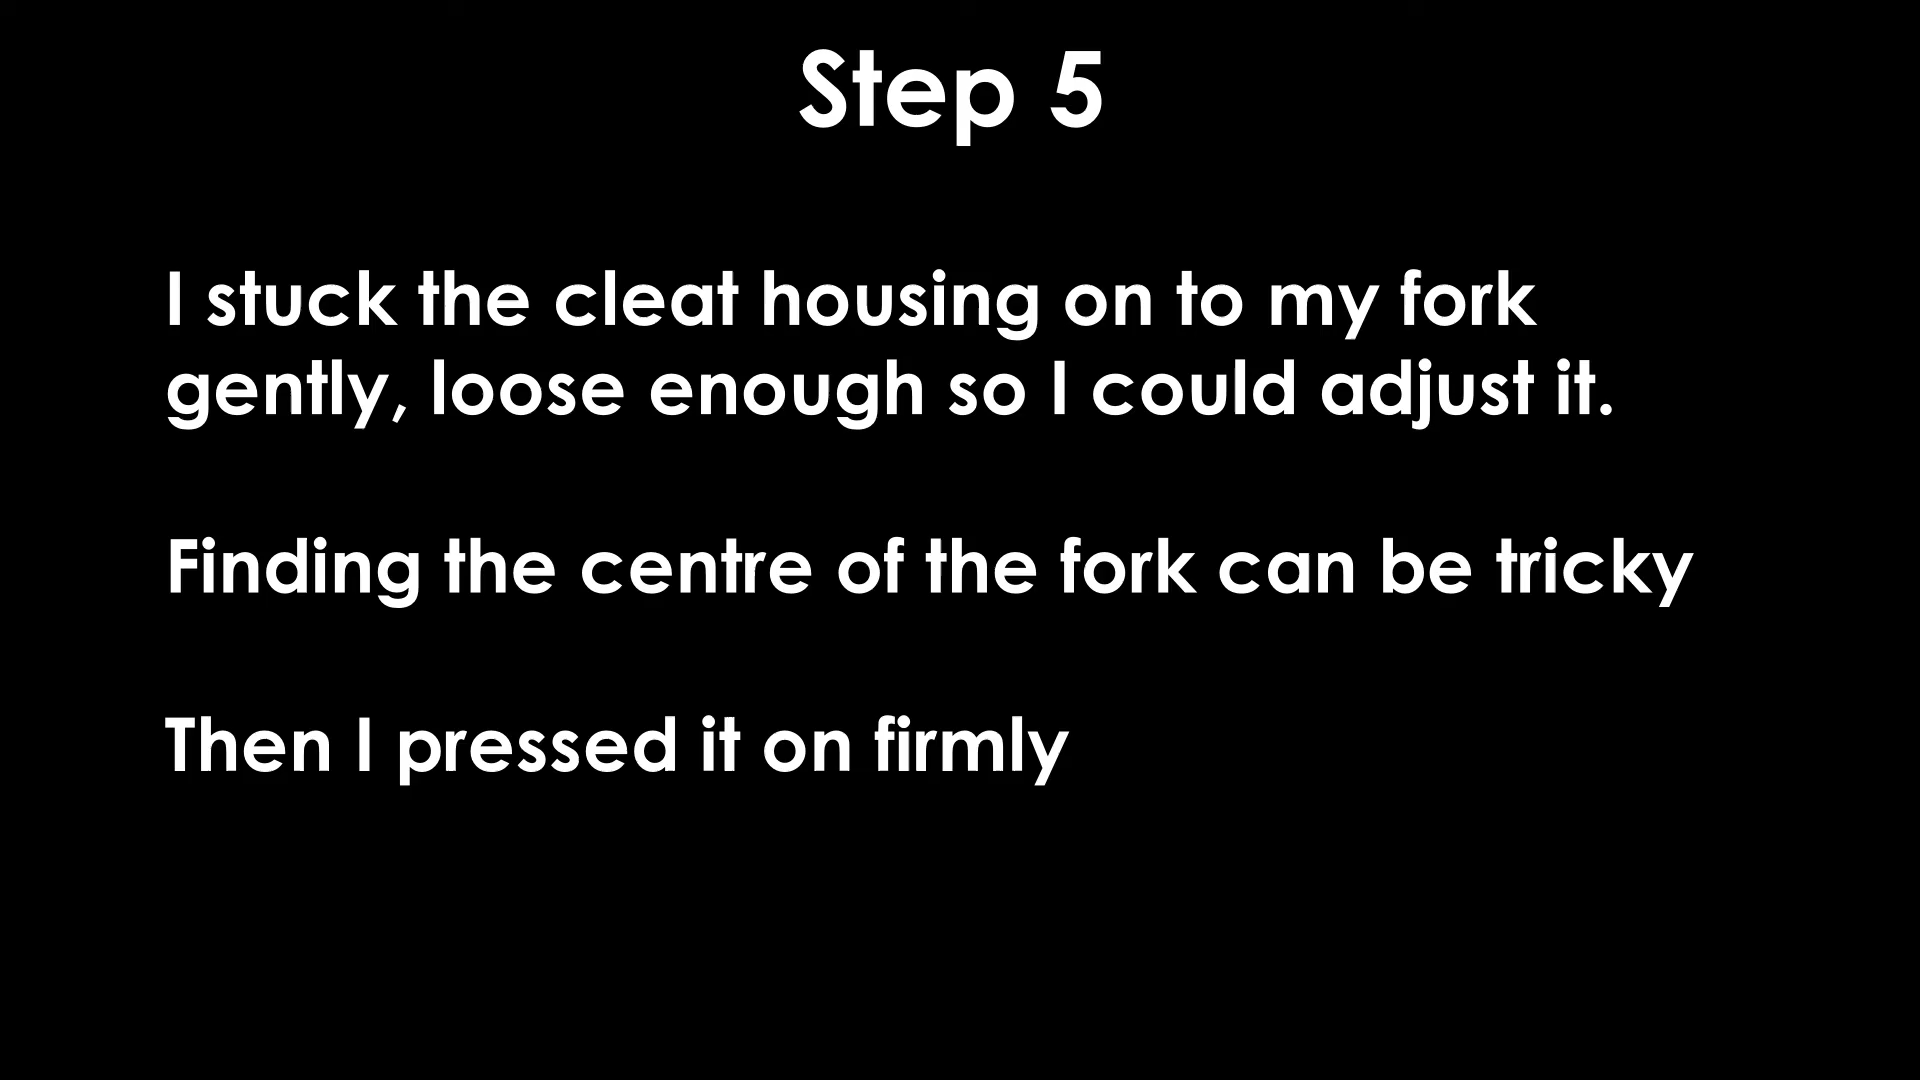 Step 5
I stuck the cleat housing on to my fork
gently, loose enough so I could adjust it.
Finding the centre of the fork can be tricky
Then I pressed it on firmly